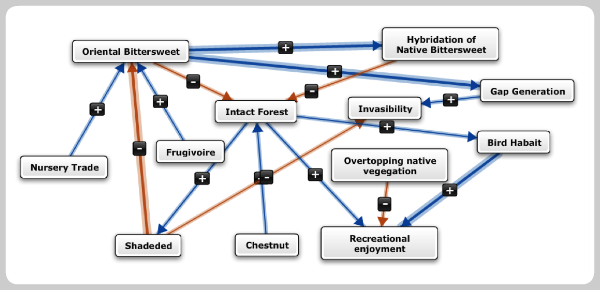 Hybridation of
Native Bittersweet
Oriental Bittersweet
+
+
-
-
Gap Generation
+
Intact Forest
Invasibility
+
+
+
Bird Habait
Frugivoire
-
Nursery Trade
Overtopping native
vegegation
+
-
+
+
-
Shadeded
Chestnut
Recreational
enjoyment